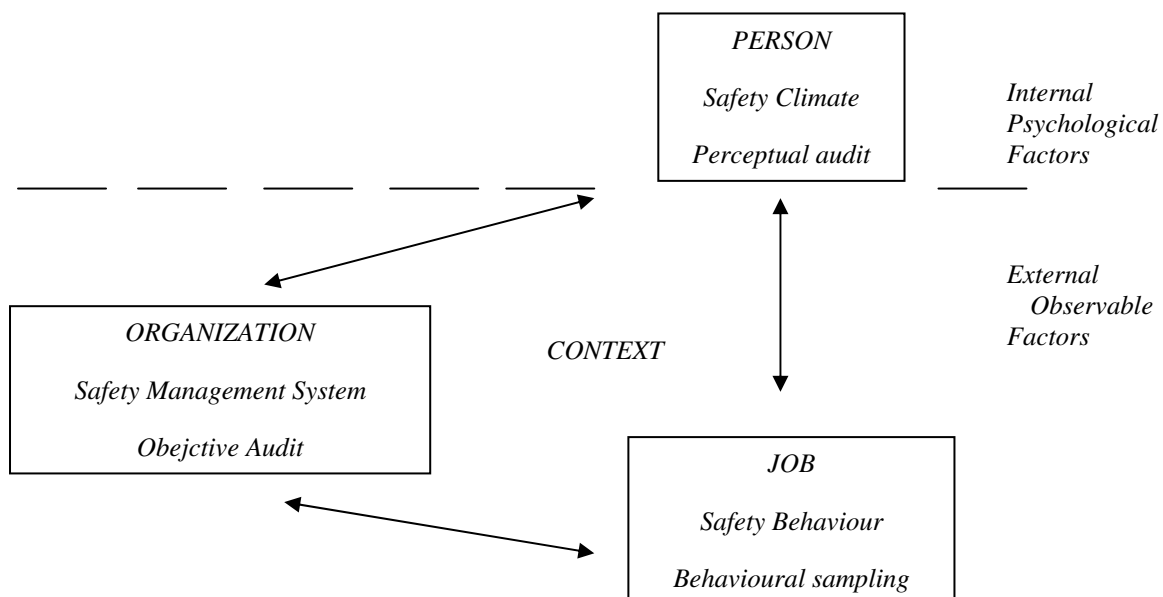 PERSON
Safety Climate
Perceptual audit
Internal
Psychological
Factors
External
Observable
Factors
ORGANIZATION
Safety Management System
Obejctive Audit
CONTEXT
JOB
Safety Behaviour
Behavioural sampling